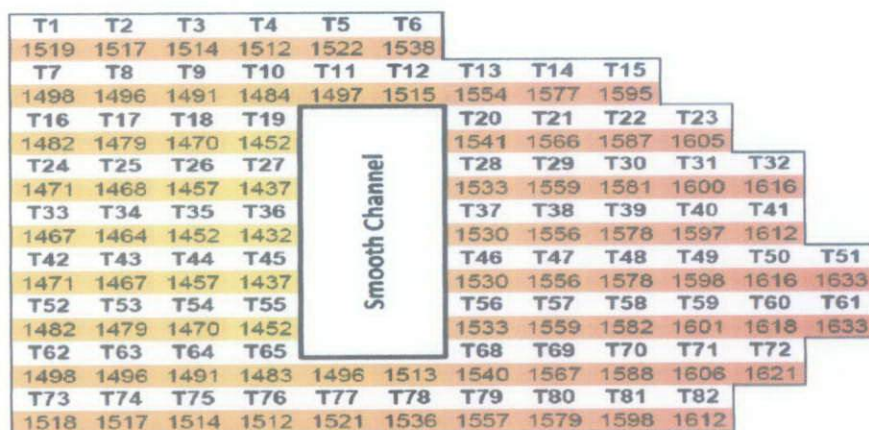 T1 T2 T3 T4 T5 T6
1519 1517 1514 1512 1522 1538
T7 T8 T9 T10 T11 T12 T13 T14 T15
1498 1496 1491 1484 1497 1515 1554 1577 1595
T16 T17 T18 T19 T20 T21 T22 T23
1482 1479 1470 1452 1541 1566 1587 1605
T24 T25 T26 T27 T28 T29 T30 T31 T32
1471 1468 1457 1437 1533 1559 1581 1600 1616
T33 T34 T35 T36 T37 T38 T39 T40 T41
1467 1464 1452 1432 1530 1556 1578 1597 1612
Smooth Channel
T42 T43 T44 T45 T46 T47 T48 T49 T50 T51
1471 1467 1457 1437 1530 1556 1578 1598 1616 1633
T52 T53 T54 T55 T56 T57 T58 T59 T60 T61
1482 1479 1470 1452 1533 1559 1582 1601 1618 1633
T62 T63 T64 T65 T68 T69 T70 T71 T72
1498 1496 1491 1483 1496 1513 1540 1567 1588 1606 1621
T73 T74 T75 T76 T77 T78 T79 T80 T81 T82
1518 1517 1514 1512 1521 1536 1557 1579 1598 1612